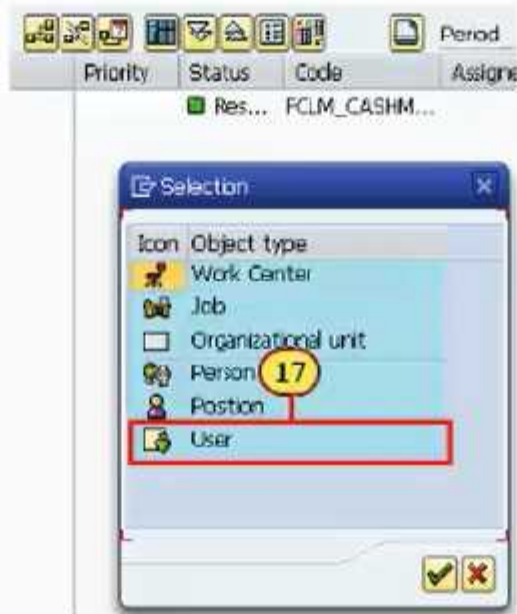 Period
Priority Status Code Assigne
Res... FCLM_CASHM...
Selection
Icon Object type
Work Center
Job
Organizational unit
Person 17
Postion
User